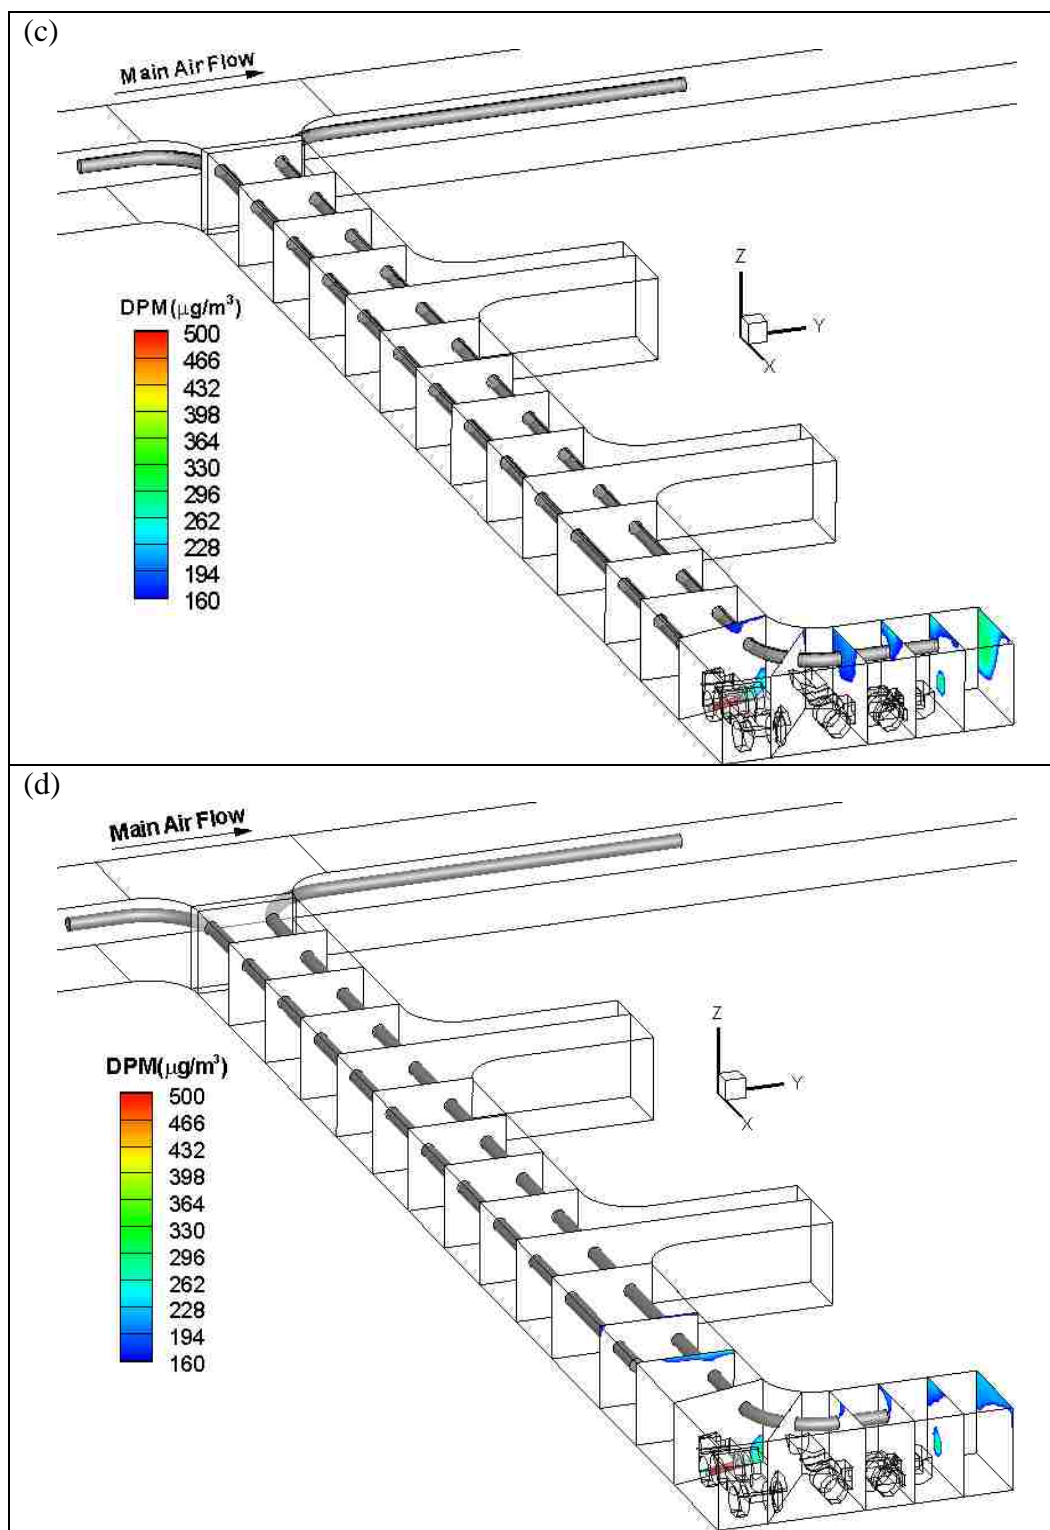 (c)
Main Air Flow
Z
Y
X
DPM(μg/m³)
500
466
432
398
364
330
296
262
228
194
160
(d)
Main Air Flow
Z
Y
X
DPM(μg/m³)
500
466
432
398
364
330
296
262
228
194
160